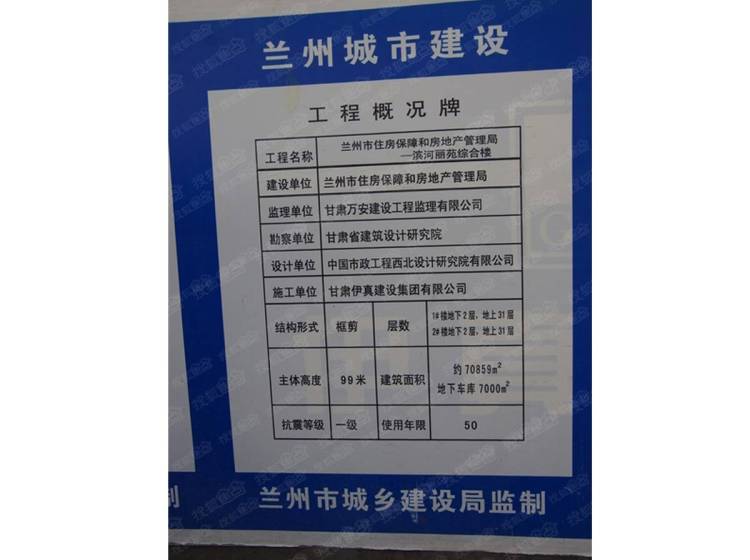 兰州城市建设
工程概况牌
工程名称 兰州市住房保障和房地产管理局
—滨河丽苑综合楼
建设单位 兰州市住房保障和房地产管理局
监理单位 甘肃万安建设工程监理有限公司
勘察单位 甘肃省建筑设计研究院
设计单位 中国市政工程西北设计研究院有限公司
施工单位 甘肃伊真建设集团有限公司
结构形式 框剪 层数 1#楼地下2层,地上31层
2#楼地下2层,地上31层
主体高度 99米 建筑面积 约70859m²
地下车库7000m²
抗震等级 一级 使用年限 50
兰州市城乡建设局监制
制